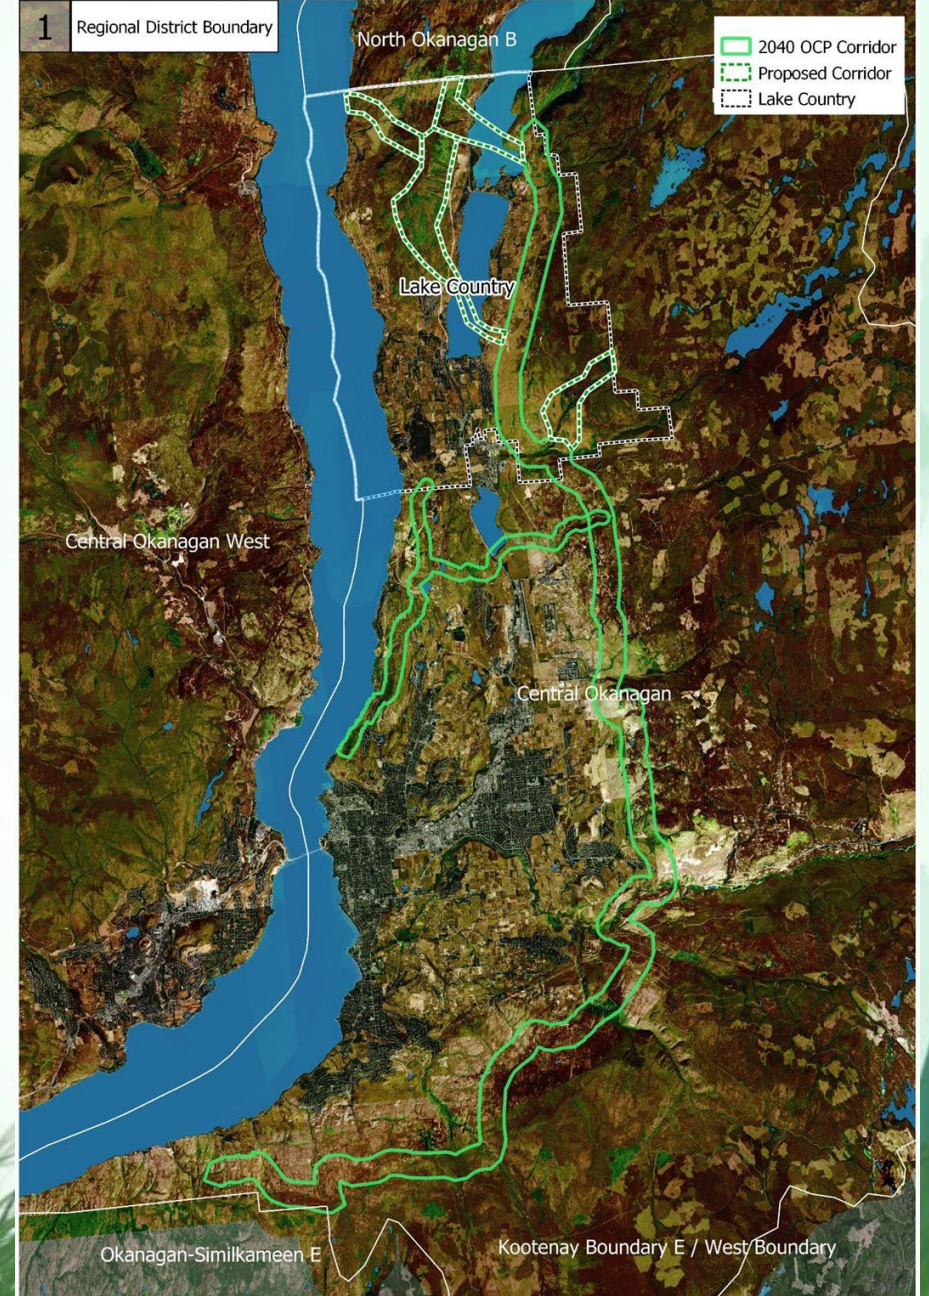 1
Regional District Boundary
North Okanagan B
2040 OCP Corridor
Proposed Corridor
Lake Country
Lake Country
Central Okanagan West
Central Okanagan
Okanagan-Similkameen E
Kootenay Boundary E / West Boundary